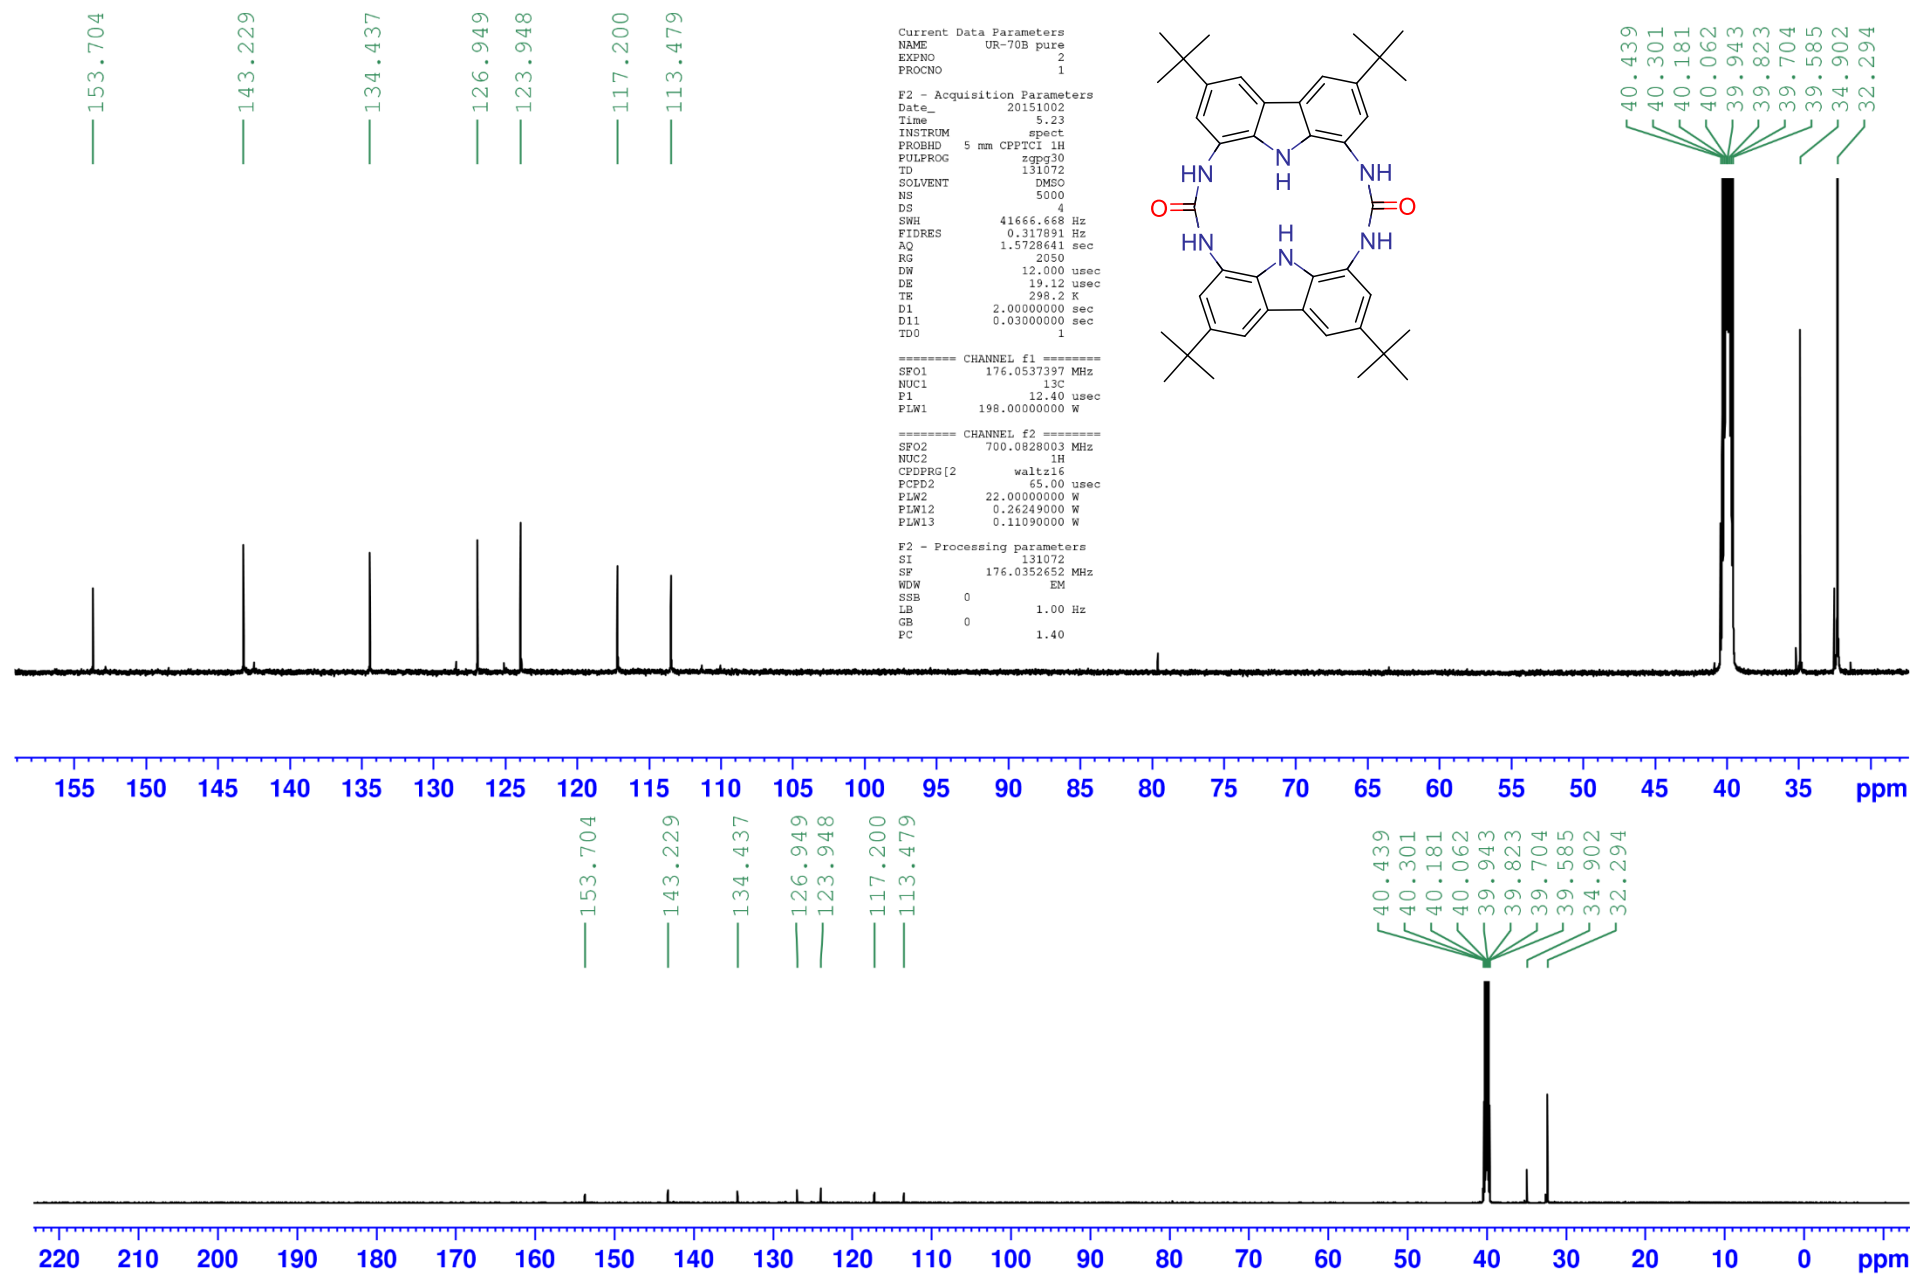 153.704
143.229
134.437
126.949
123.948
117.200
113.479
Current Data Parameters
NAME UR-70B pure
EXPNO 2
PROCNO 1
F2 - Acquisition Parameters
Date_ 20151002
Time 5.23
INSTRUM spect
PROBHD 5 mm CPPTCI 1H
PULPROG zgpg30
TD 131072
SOLVENT DMSO
NS 5000
DS 4
SWH 41666.668 Hz
FIDRES 0.317891 Hz
AQ 1.5728641 sec
RG 2050
DW 12.000 usec
DE 19.12 usec
TE 298.2 K
D1 2.00000000 sec
D11 0.03000000 sec
TD0 1
======== CHANNEL f1 ========
SFO1 176.0537397 MHz
NUC1 13C
P1 12.40 usec
PLW1 198.00000000 W
======== CHANNEL f2 ========
SFO2 700.0828003 MHz
NUC2 1H
CPDPRG[2 waltz16
PCPD2 65.00 usec
PLW2 22.00000000 W
PLW12 0.26249000 W
PLW13 0.11090000 W
F2 - Processing parameters
SI 131072
SF 176.0352652 MHz
WDW EM
SSB 0
LB 1.00 Hz
GB 0
PC 1.40
HN N H NH
O O
HN H N NH
40.439
40.301
40.181
40.062
39.943
39.823
39.704
39.585
34.902
32.294
155 150 145 140 135 130 125 120 115 110 105 100 95 90 85 80 75 70 65 60 55 50 45 40 35 ppm
153.704
143.229
134.437
126.949
123.948
117.200
113.479
40.439
40.301
40.181
40.062
39.943
39.823
39.704
39.585
34.902
32.294
220 210 200 190 180 170 160 150 140 130 120 110 100 90 80 70 60 50 40 30 20 10 0 ppm